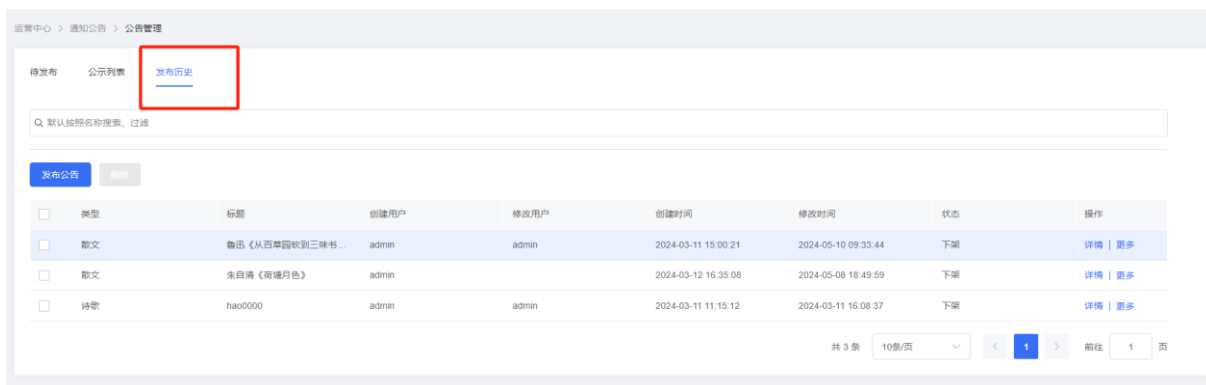 运营中心 > 通知公告 > 公告管理
待发布 公示列表 发布历史
默认按照名称搜索、过滤
发布公告 删除
类型 标题 创建用户 修改用户 创建时间 修改时间 状态 操作
散文 鲁迅《从百草园吹到三味书... admin admin 2024-03-11 15:00:21 2024-05-10 09:33:44 下架 详情 | 更多
散文 朱自清《荷塘月色》 admin 2024-03-12 16:35:08 2024-05-08 18:49:59 下架 详情 | 更多
诗歌 hao0000 admin admin 2024-03-11 11:15:12 2024-03-11 16:08:37 下架 详情 | 更多
共 3 条 10条/页 < 1 > 前往 1 页